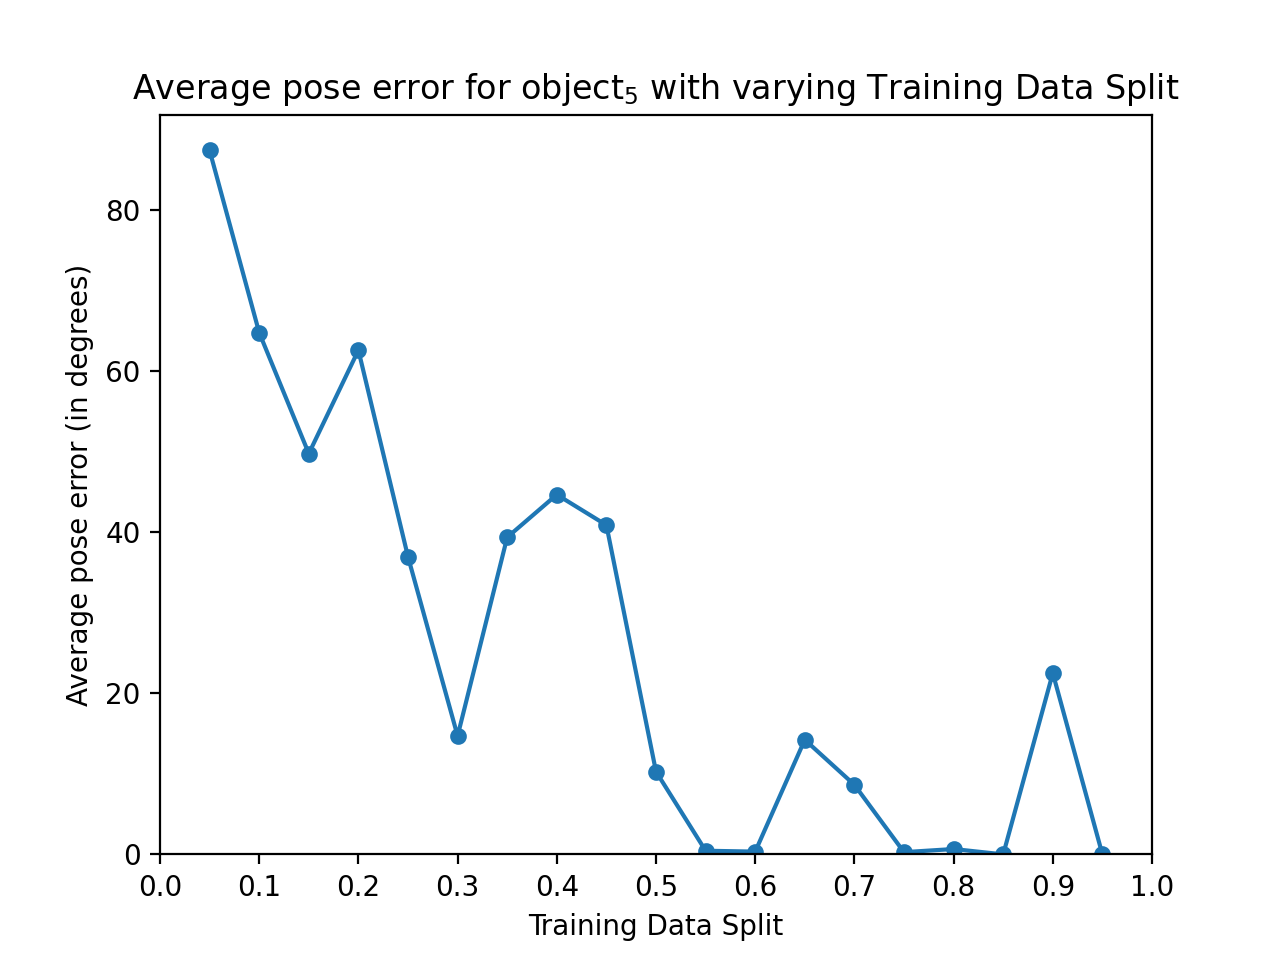 Average pose error for object₅ with varying Training Data Split
Average pose error (in degrees)
80
60
40
20
0
0.0 0.1 0.2 0.3 0.4 0.5 0.6 0.7 0.8 0.9 1.0
Training Data Split